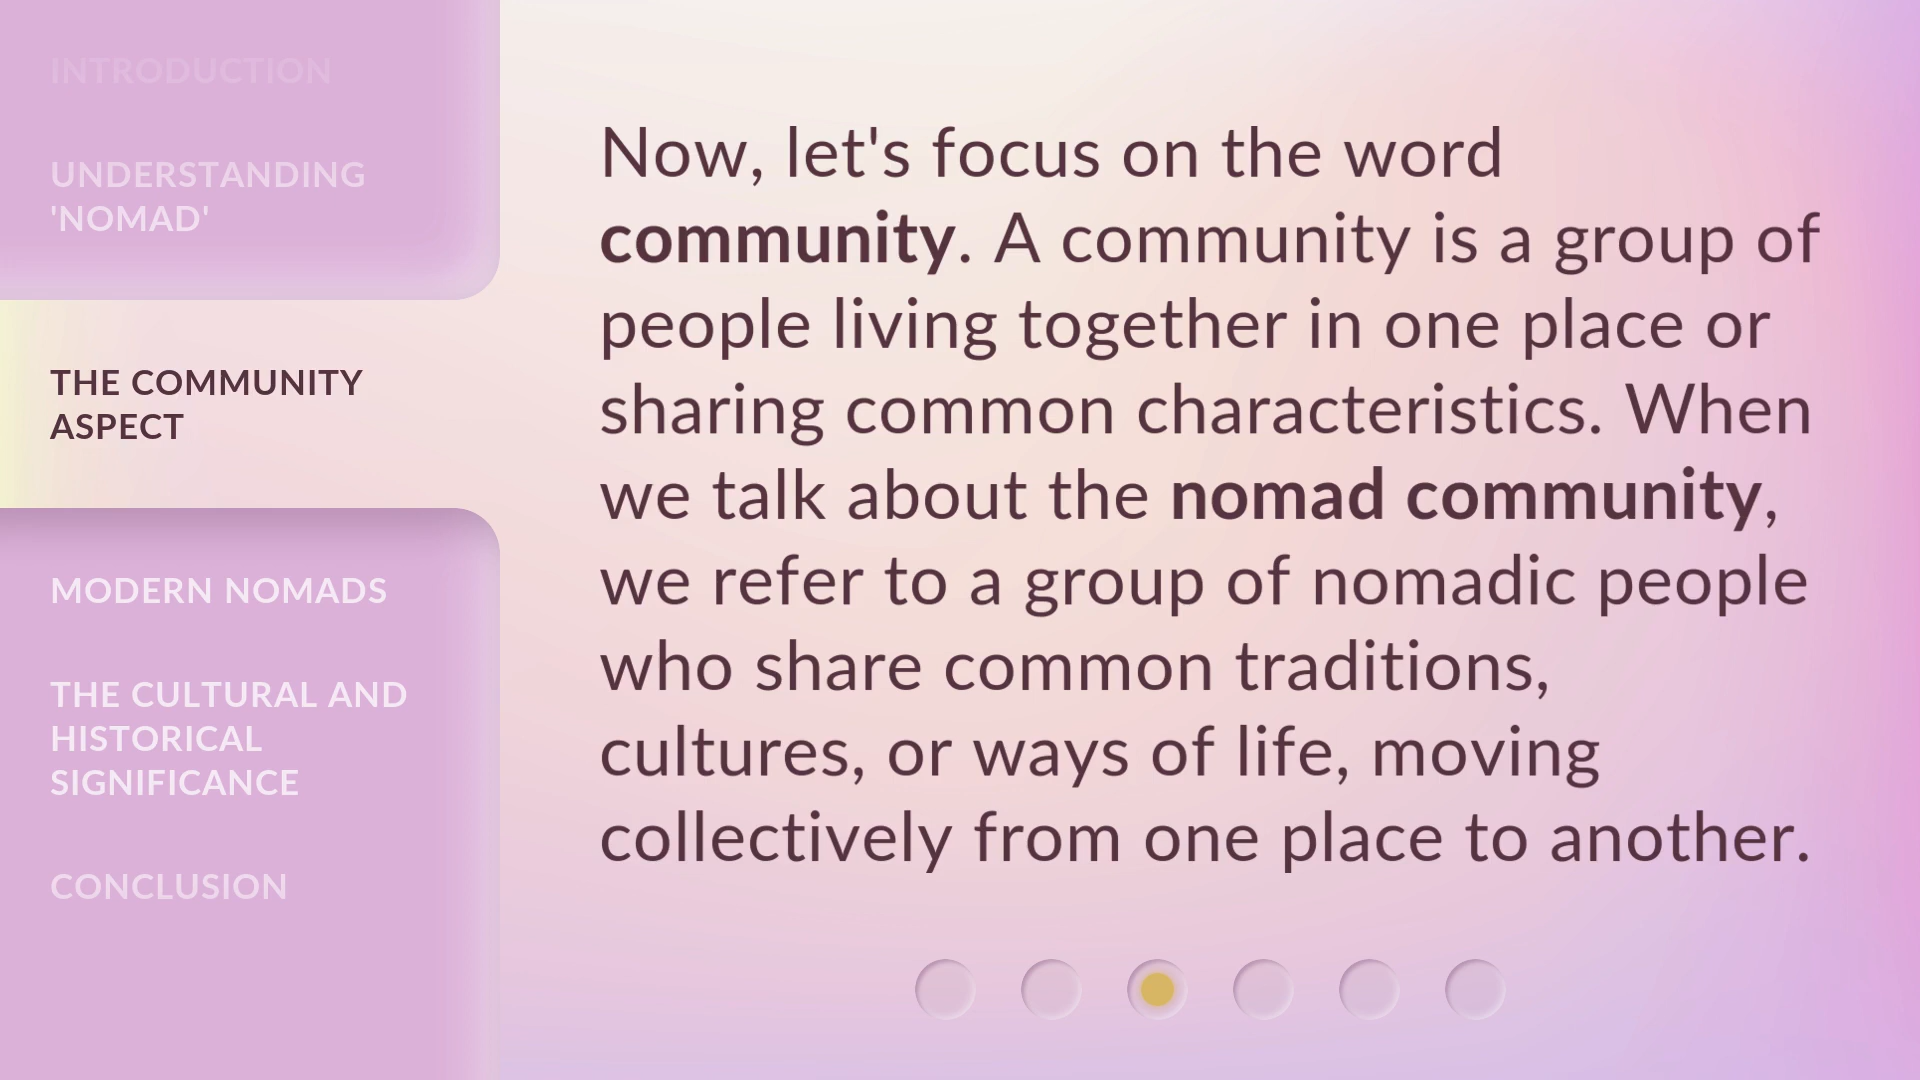 INTRODUCTION
UNDERSTANDING
'NOMAD'
THE COMMUNITY
ASPECT
MODERN NOMADS
THE CULTURAL AND
HISTORICAL
SIGNIFICANCE
CONCLUSION
Now, let's focus on the word
community. A community is a group of
people living together in one place or
sharing common characteristics. When
we talk about the nomad community,
we refer to a group of nomadic people
who share common traditions,
cultures, or ways of life, moving
collectively from one place to another.